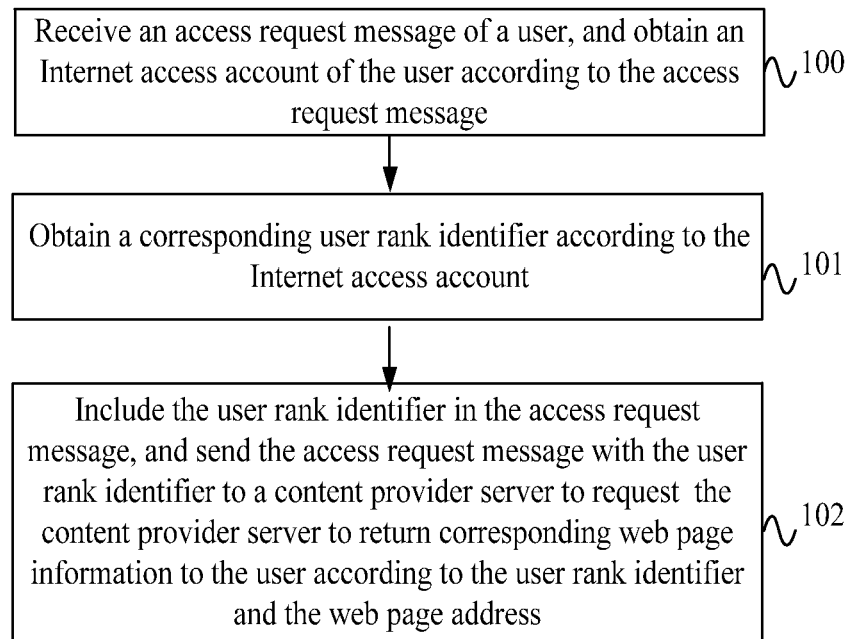 Receive an access request message of a user, and obtain an
Internet access account of the user according to the access
request message
100
Obtain a corresponding user rank identifier according to the
Internet access account
101
Include the user rank identifier in the access request
message, and send the access request message with the user
rank identifier to a content provider server to request the
content provider server to return corresponding web page
information to the user according to the user rank identifier
and the web page address
102